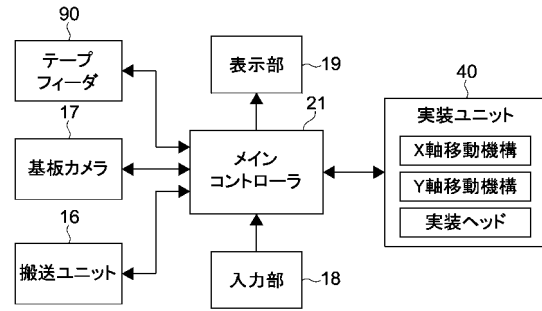 90
テープ
フィーダ
17
基板カメラ
16
搬送ユニット
表示部
19
21
メイン
コントローラ
入力部
18
40
実装ユニット
X軸移動機構
Y軸移動機構
実装ヘッド